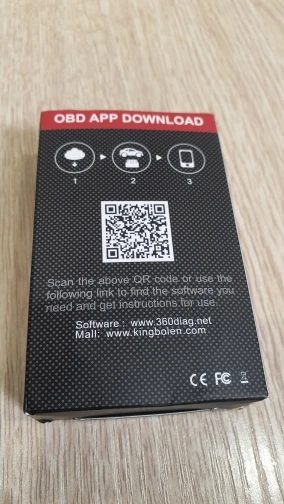 OBD APP DOWNLOAD
1 2 3
Scan the above QR code or use the
following link to find the software you
need and get instructions for use.
Software : www.360diag.net
Mall: www.kingbolen.com
CE FC